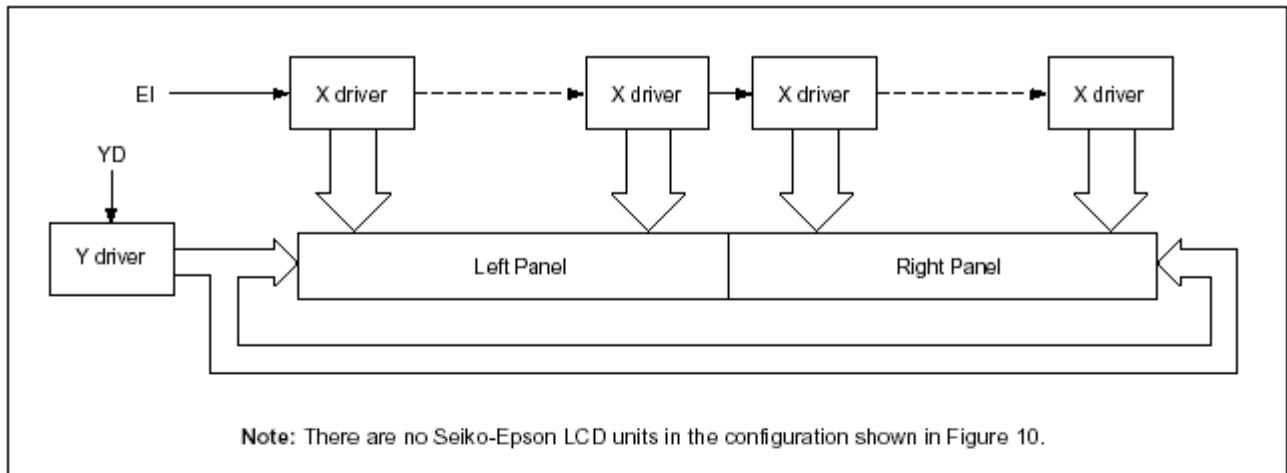 EI
X driver
X driver
X driver
X driver
YD
Y driver
Left Panel
Right Panel
Note: There are no Seiko-Epson LCD units in the configuration shown in Figure 10.